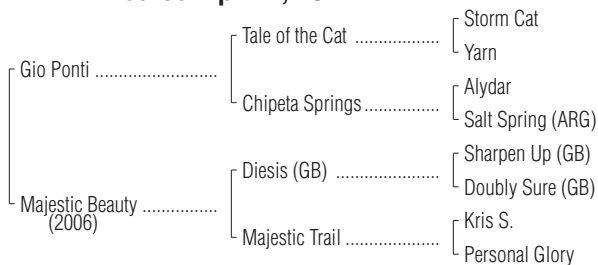 Tale of the Cat .................. Storm Cat
Yarn
Gio Ponti ..........................
Chipeta Springs................ Alydar
Salt Spring (ARG)
Diesis (GB) ...................... Sharpen Up (GB)
Doubly Sure (GB)
Majestic Beauty ................
(2006)
Majestic Trail .................... Kris S.
Personal Glory